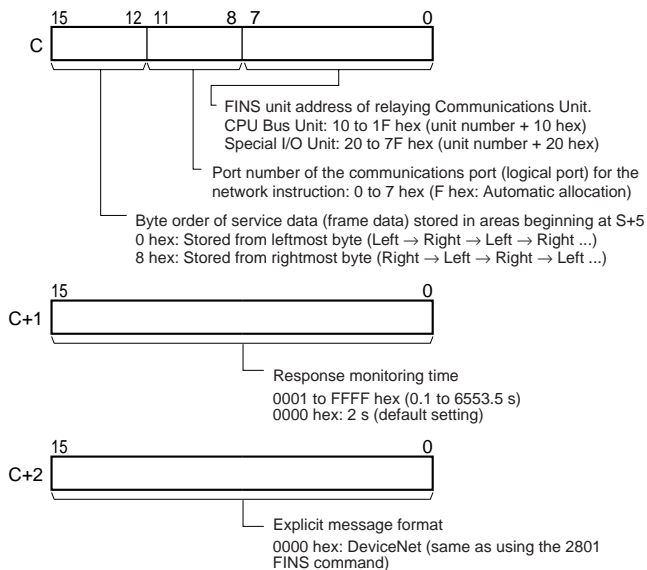 15 12 11 8 7 0
C
FINS unit address of relaying Communications Unit.
CPU Bus Unit: 10 to 1F hex (unit number + 10 hex)
Special I/O Unit: 20 to 7F hex (unit number + 20 hex)
Port number of the communications port (logical port) for the
network instruction: 0 to 7 hex (F hex: Automatic allocation)
Byte order of service data (frame data) stored in areas beginning at S+5
0 hex: Stored from leftmost byte (Left → Right → Left → Right ...)
8 hex: Stored from rightmost byte (Right → Left → Right → Left ...)
15 0
C+1
Response monitoring time
0001 to FFFF hex (0.1 to 6553.5 s)
0000 hex: 2 s (default setting)
15 0
C+2
Explicit message format
0000 hex: DeviceNet (same as using the 2801
FINS command)